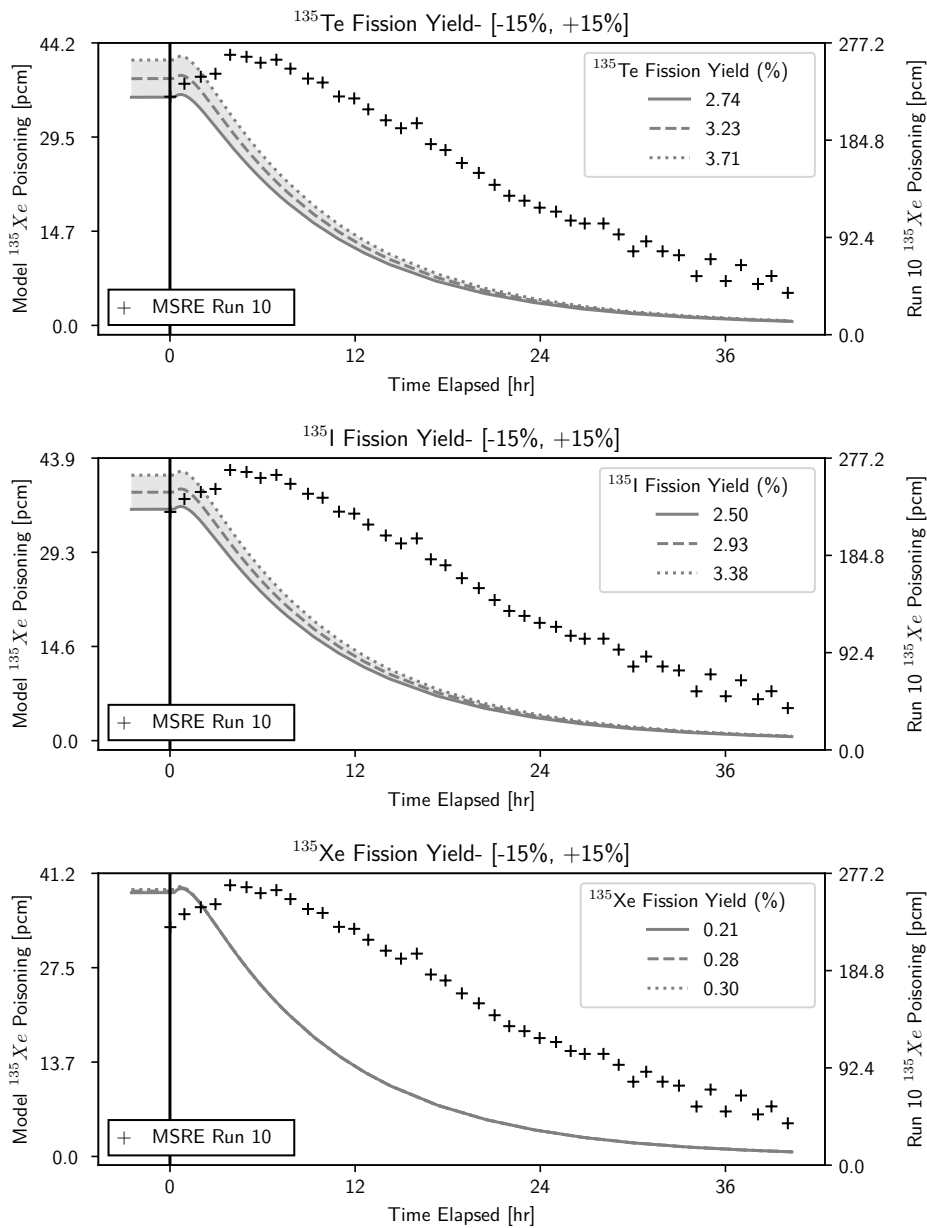 ¹³⁵Te Fission Yield- [-15%, +15%]
44.2
29.5
14.7
0.0
Model ¹³⁵Xe Poisoning [pcm]
277.2
184.8
92.4
0.0
Run 10 ¹³⁵Xe Poisoning [pcm]
¹³⁵Te Fission Yield (%)
2.74
3.23
3.71
MSRE Run 10
0 12 24 36
Time Elapsed [hr]
¹³⁵I Fission Yield- [-15%, +15%]
43.9
29.3
14.6
0.0
Model ¹³⁵Xe Poisoning [pcm]
277.2
184.8
92.4
0.0
Run 10 ¹³⁵Xe Poisoning [pcm]
¹³⁵I Fission Yield (%)
2.50
2.93
3.38
MSRE Run 10
0 12 24 36
Time Elapsed [hr]
¹³⁵Xe Fission Yield- [-15%, +15%]
41.2
27.5
13.7
0.0
Model ¹³⁵Xe Poisoning [pcm]
277.2
184.8
92.4
0.0
Run 10 ¹³⁵Xe Poisoning [pcm]
¹³⁵Xe Fission Yield (%)
0.21
0.28
0.30
MSRE Run 10
0 12 24 36
Time Elapsed [hr]